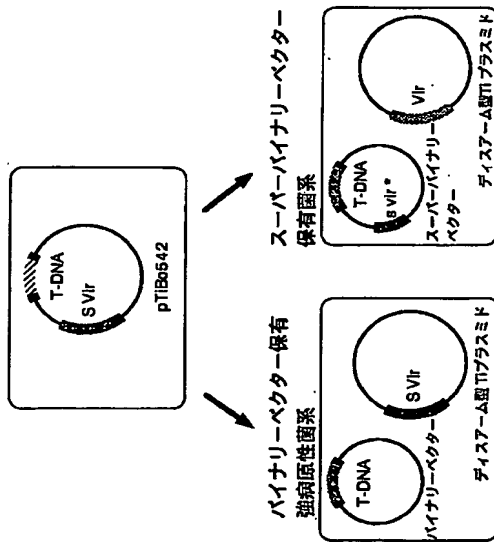 T-DNA
S Vir
pTiBo542
バイナリーベクター保有
強病原性菌系
T-DNA
バイナリーベクター
S Vir
ディスアーム型Tiプラスミド
スーパーバイナリーベクター
保有菌系
T-DNA
s vir *
スーパーバイナリー
ベクター
Vir
ディスアーム型Tiプラスミド